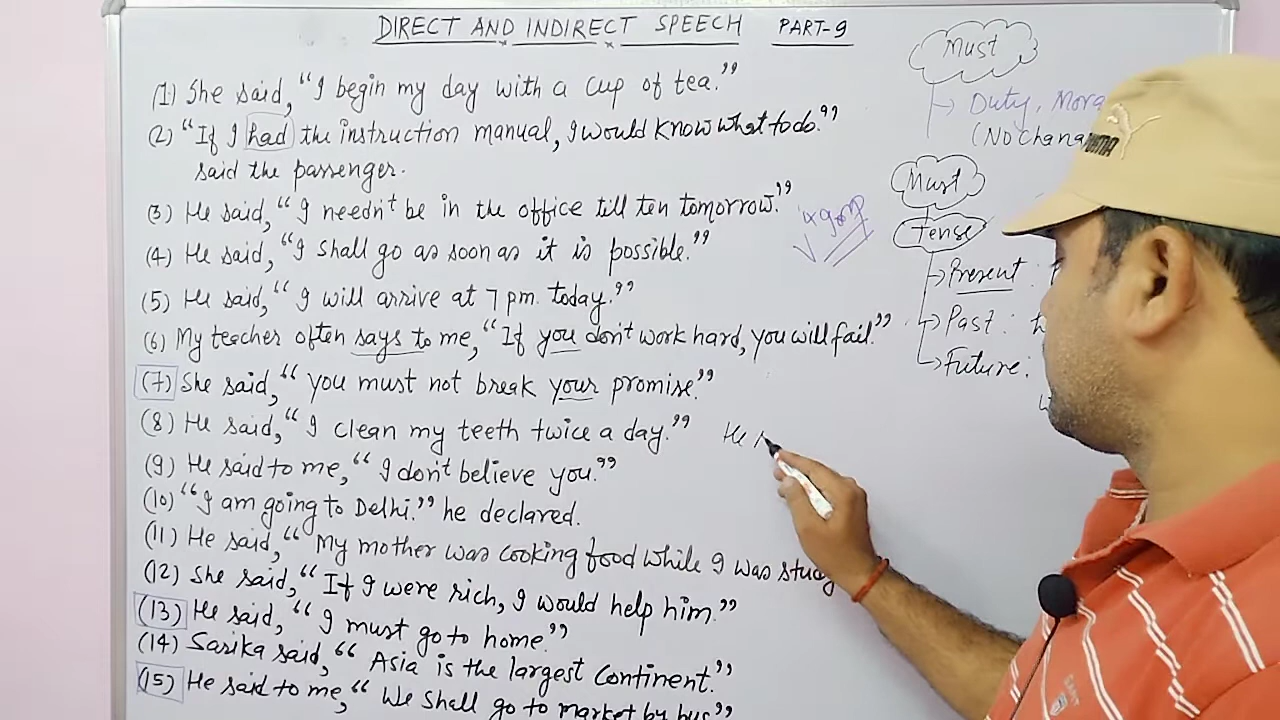 DIRECT AND INDIRECT SPEECH PART-9
(1) She said, “I begin my day with a cup of tea.”
(2) “If I had the instruction manual, I would know what to do.”
said the passenger.
(3) He said, “I needn't be in the office till ten tomorrow.”
(4) He said, “I shall go as soon as it is possible.”
(5) He said, “I will arrive at 7 pm. today.”
(6) My teacher often says to me, “If you don't work hard, you will fail.”
(7) She said, “you must not break your promise.”
(8) He said, “I clean my teeth twice a day.” He
(9) He said to me, “I don't believe you.”
(10) “I am going to Delhi.” he declared.
(11) He said, “My mother was cooking food while I was study
(12) She said, “If I were rich, I would help him.”
(13) He said, “I must go to home.”
(14) Sarika said, “Asia is the largest continent.”
(15) He said to me, “We shall go to market by bus”
Must
Duty, Mora
(No chang
Must
Tense
Present :
Past :
Future :
PUMA